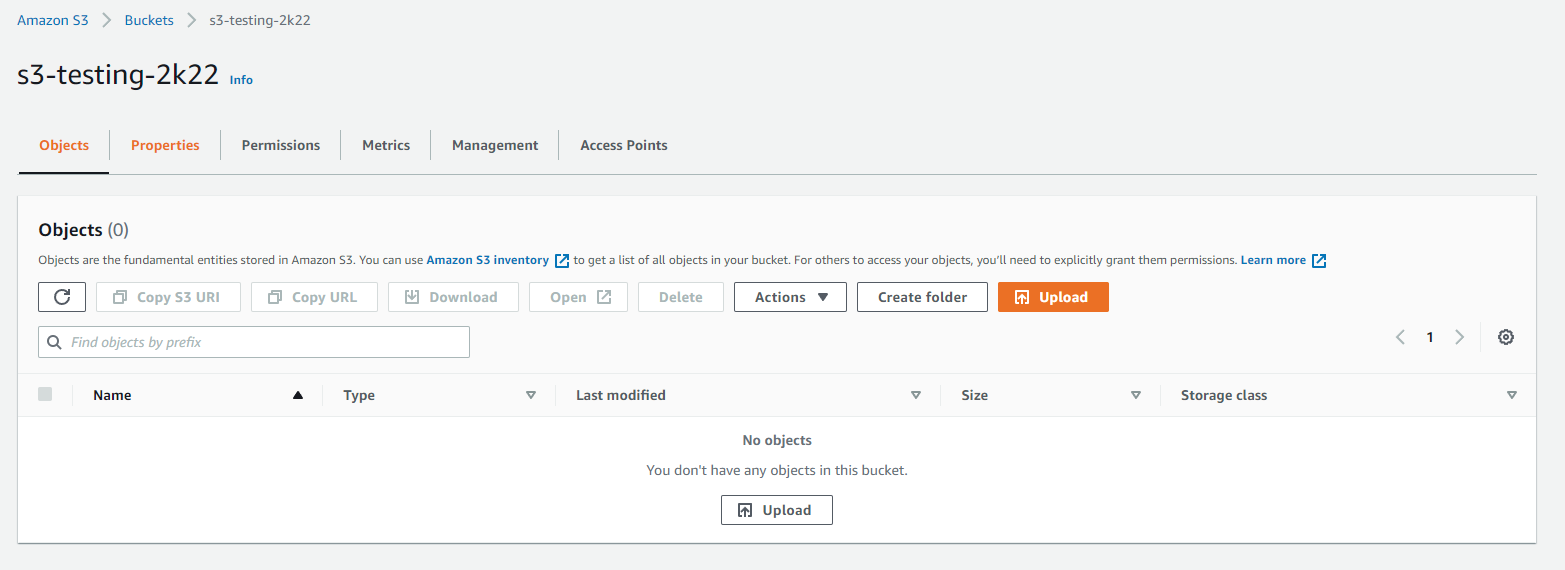 Amazon S3 > Buckets > s3-testing-2k22
s3-testing-2k22 Info
Objects Properties Permissions Metrics Management Access Points
Objects (0)
Objects are the fundamental entities stored in Amazon S3. You can use Amazon S3 inventory to get a list of all objects in your bucket. For others to access your objects, you'll need to explicitly grant them permissions. Learn more
Copy S3 URI Copy URL Download Open Delete Actions Create folder Upload
Find objects by prefix 1
Name Type Last modified Size Storage class
No objects
You don't have any objects in this bucket.
Upload